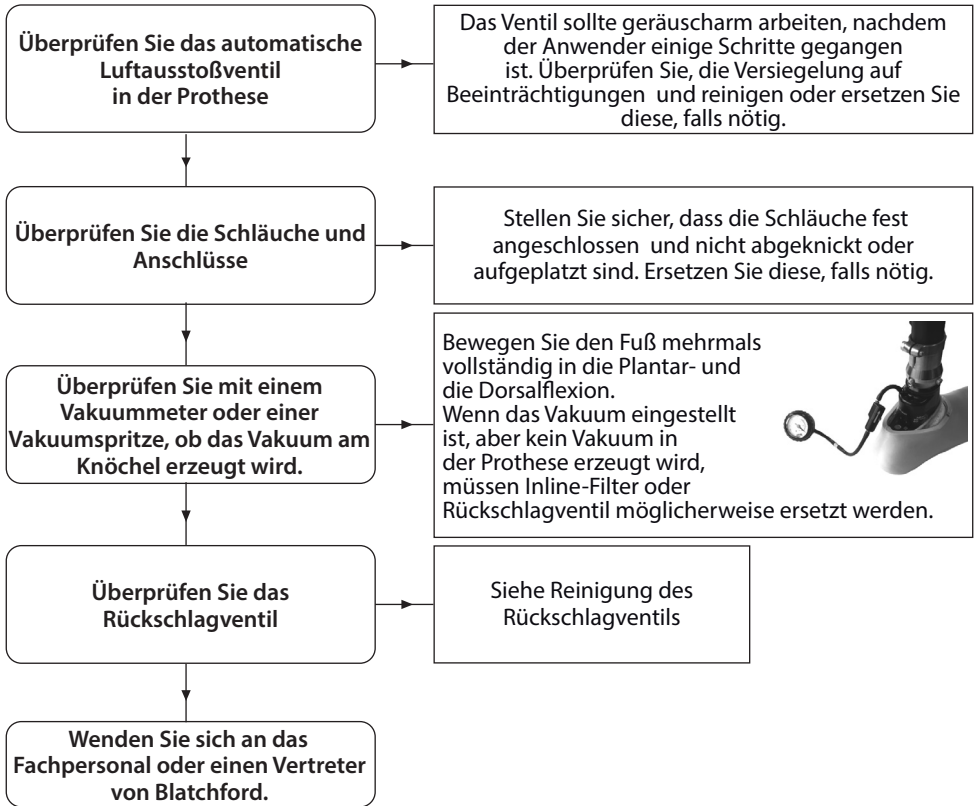 Überprüfen Sie das automatische
Luftausstoßventil
in der Prothese
Das Ventil sollte geräuscharm arbeiten, nachdem
der Anwender einige Schritte gegangen
ist. Überprüfen Sie, die Versiegelung auf
Beeinträchtigungen und reinigen oder ersetzen Sie
diese, falls nötig.
Überprüfen Sie die Schläuche und
Anschlüsse
Stellen Sie sicher, dass die Schläuche fest
angeschlossen und nicht abgeknickt oder
aufgeplatzt sind. Ersetzen Sie diese, falls nötig.
Überprüfen Sie mit einem
Vakuummeter oder einer
Vakuumspritze, ob das Vakuum am
Knöchel erzeugt wird.
Bewegen Sie den Fuß mehrmals
vollständig in die Plantar- und
die Dorsalflexion.
Wenn das Vakuum eingestellt
ist, aber kein Vakuum in
der Prothese erzeugt wird,
müssen Inline-Filter oder
Rückschlagventil möglicherweise ersetzt werden.
Überprüfen Sie das
Rückschlagventil
Siehe Reinigung des
Rückschlagventils
Wenden Sie sich an das
Fachpersonal oder einen Vertreter
von Blatchford.